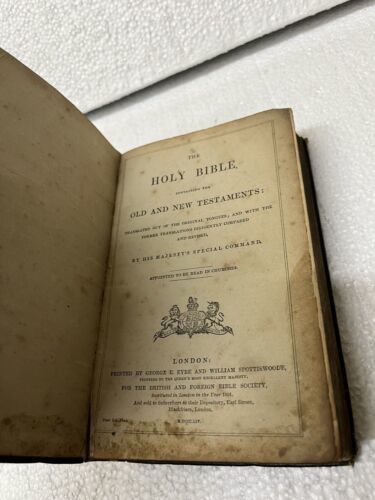 THE
HOLY BIBLE,
CONTAINING THE
OLD AND NEW TESTAMENTS:
TRANSLATED OUT OF THE ORIGINAL TONGUES; AND WITH THE
FORMER TRANSLATIONS DILIGENTLY COMPARED
AND REVISED,
BY HIS MAJESTY'S SPECIAL COMMAND.
APPOINTED TO BE READ IN CHURCHES.
LONDON:
PRINTED BY GEORGE E. EYRE AND WILLIAM SPOTTISWOODE,
PRINTERS TO THE QUEEN'S MOST EXCELLENT MAJESTY,
FOR THE BRITISH AND FOREIGN BIBLE SOCIETY,
Instituted in London in the Year 1804.
And sold to Subscribers at their Depository, Earl Street,
Blackfriars, London.